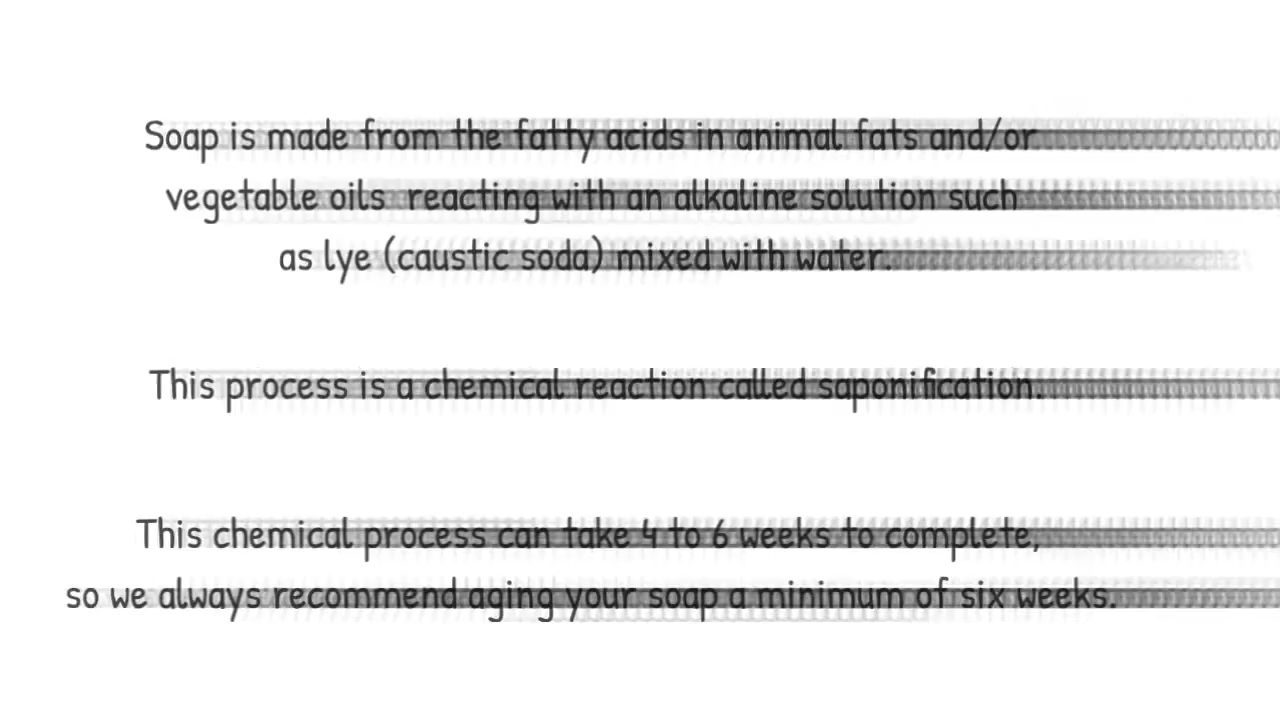 Soap is made from the fatty acids in animal fats and/or
vegetable oils  reacting with an alkaline solution such
as lye (caustic soda) mixed with water.
This process is a chemical reaction called saponification.
This chemical process can take 4 to 6 weeks to complete,
so we always recommend aging your soap a minimum of six weeks.